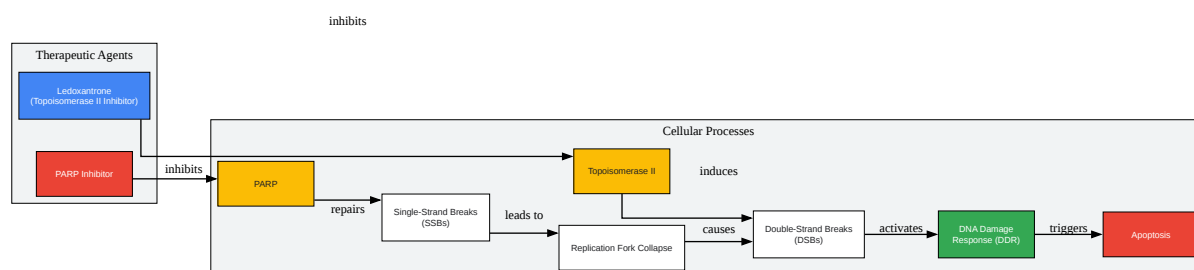 inhibits
Therapeutic Agents
Ledoxantrone
(Topoisomerase II Inhibitor)
PARP Inhibitor
inhibits
Cellular Processes
PARP
repairs
Single-Strand Breaks
(SSBs)
leads to
Topoisomerase II
induces
Replication Fork Collapse
causes
Double-Strand Breaks
(DSBs)
activates
DNA Damage
Response (DDR)
triggers
Apoptosis